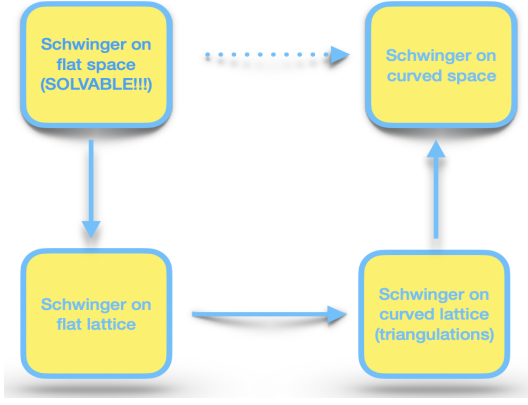 Schwinger on
flat space
(SOLVABLE!!!)
Schwinger on
curved space
Schwinger on
flat lattice
Schwinger on
curved lattice
(triangulations)